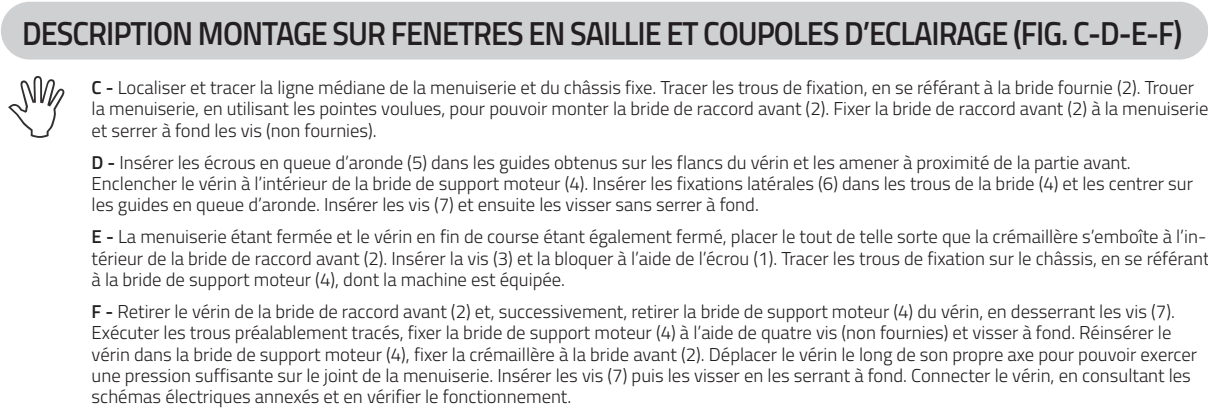 DESCRIPTION MONTAGE SUR FENETRES EN SAILLIE ET COUPOLES D'ECLAIRAGE (FIG. C-D-E-F)
C - Localiser et tracer la ligne médiane de la menuiserie et du châssis fixe. Tracer les trous de fixation, en se référant à la bride fournie (2). Trouer
la menuiserie, en utilisant les pointes voulues, pour pouvoir monter la bride de raccord avant (2). Fixer la bride de raccord avant (2) à la menuiserie
et serrer à fond les vis (non fournies).
D - Insérer les écrous en queue d'aronde (5) dans les guides obtenus sur les flancs du vérin et les amener à proximité de la partie avant.
Enclencher le vérin à l'intérieur de la bride de support moteur (4). Insérer les fixations latérales (6) dans les trous de la bride (4) et les centrer sur
les guides en queue d'aronde. Insérer les vis (7) et ensuite les visser sans serrer à fond.
E - La menuiserie étant fermée et le vérin en fin de course étant également fermé, placer le tout de telle sorte que la crémaillère s'emboîte à l'in-
térieur de la bride de raccord avant (2). Insérer la vis (3) et la bloquer à l'aide de l'écrou (1). Tracer les trous de fixation sur le châssis, en se référant
à la bride de support moteur (4), dont la machine est équipée.
F - Retirer le vérin de la bride de raccord avant (2) et, successivement, retirer la bride de support moteur (4) du vérin, en desserrant les vis (7).
Exécuter les trous préalablement tracés, fixer la bride de support moteur (4) à l'aide de quatre vis (non fournies) et visser à fond. Réinsérer le
vérin dans la bride de support moteur (4), fixer la crémaillère à la bride avant (2). Déplacer le vérin le long de son propre axe pour pouvoir exercer
une pression suffisante sur le joint de la menuiserie. Insérer les vis (7) puis les visser en les serrant à fond. Connecter le vérin, en consultant les
schémas électriques annexés et en vérifier le fonctionnement.